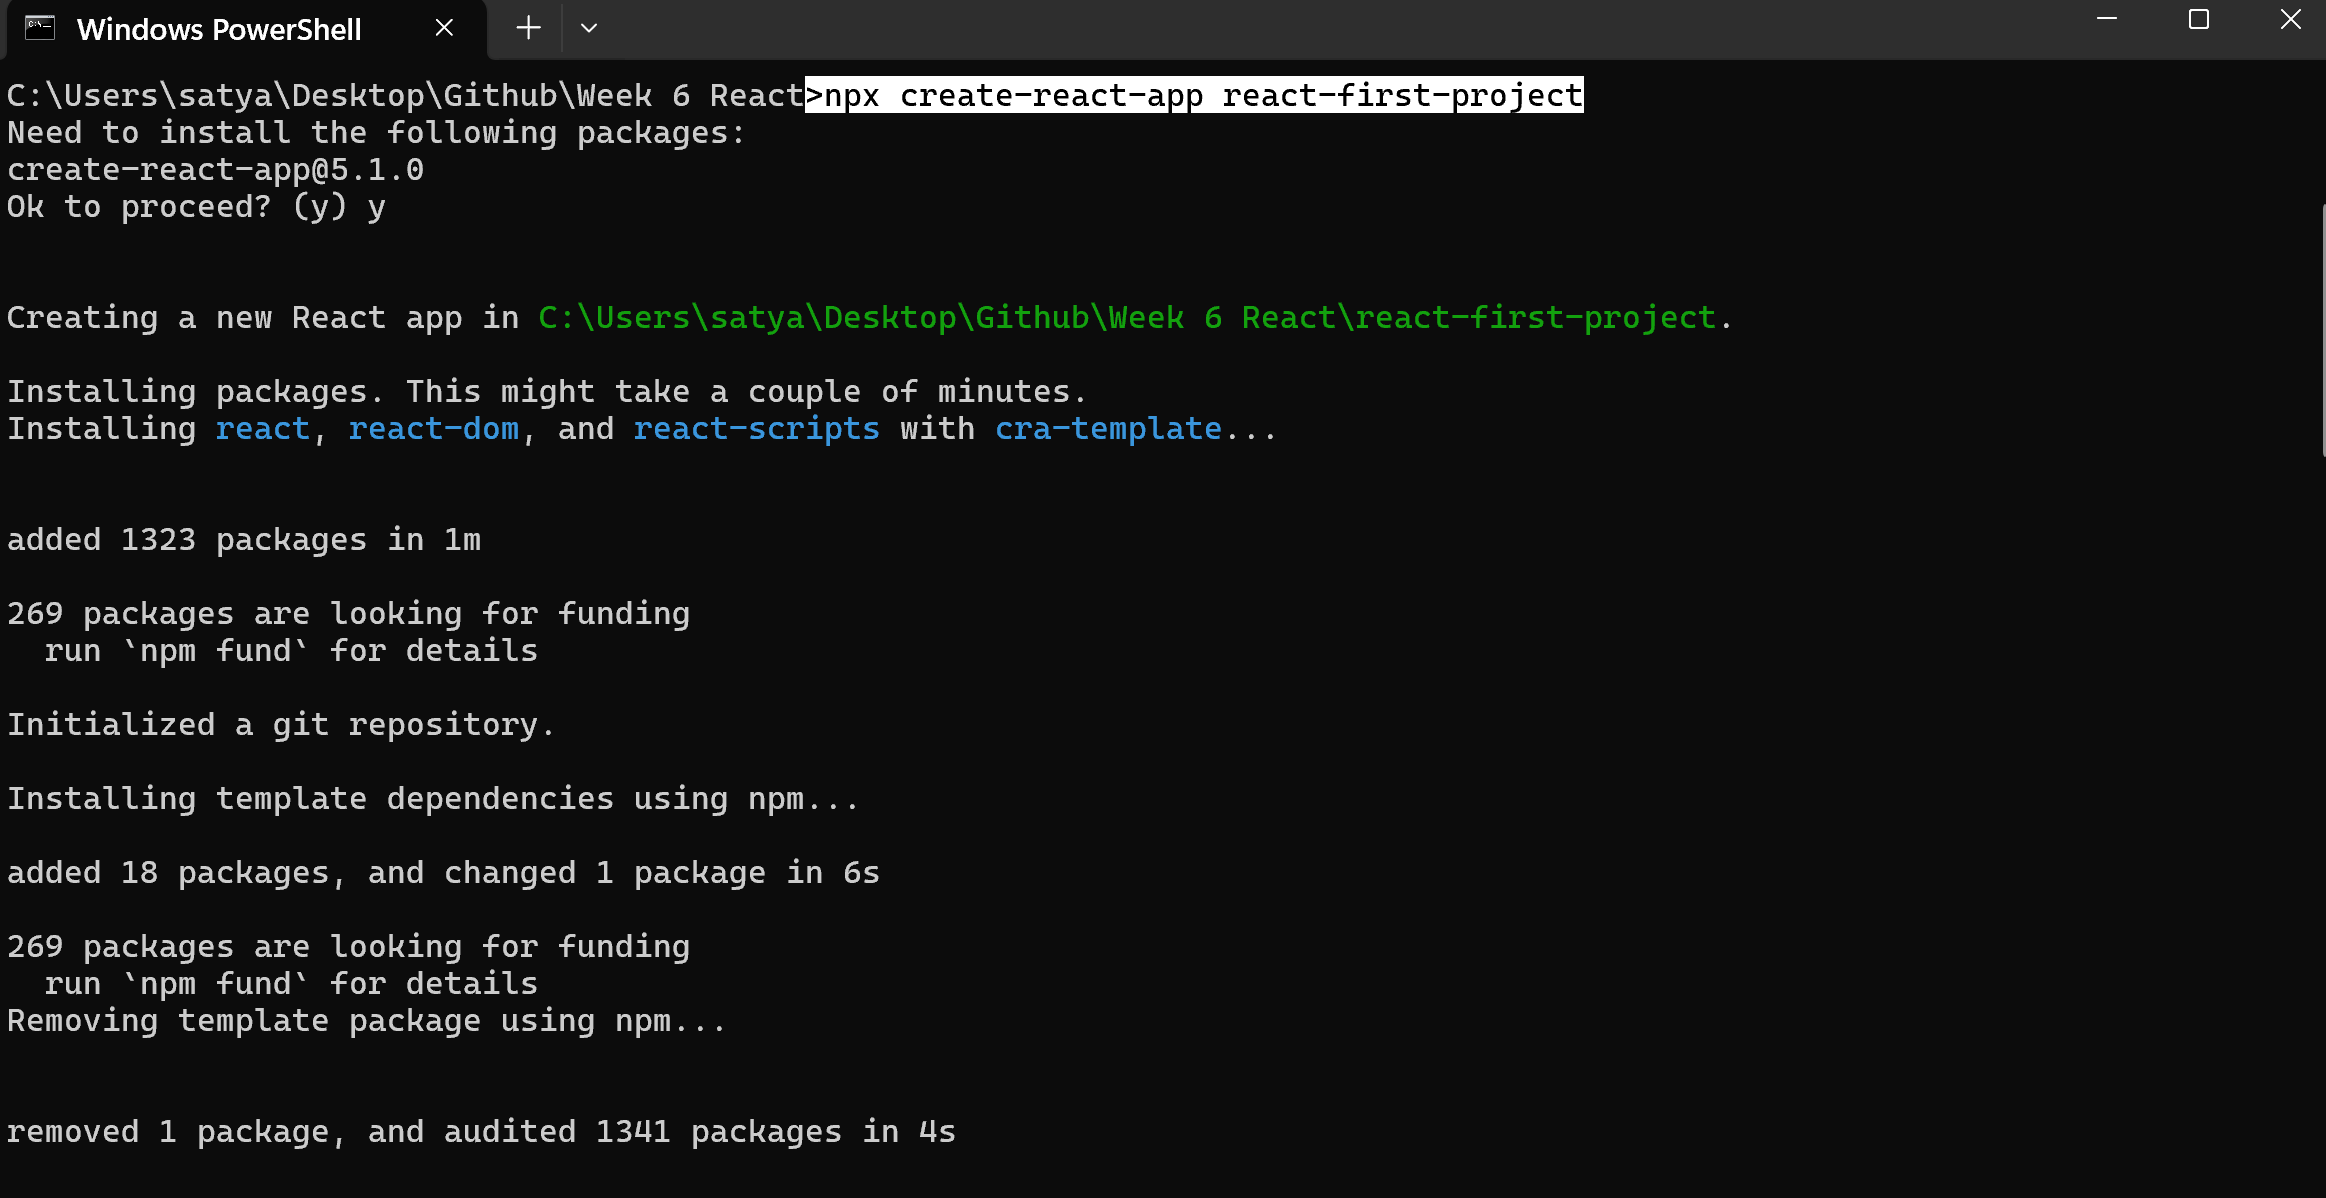 Windows PowerShell
C:\Users\satya\Desktop\Github\Week 6 React>npx create-react-app react-first-project
Need to install the following packages:
create-react-app@5.1.0
Ok to proceed? (y) y
Creating a new React app in C:\Users\satya\Desktop\Github\Week 6 React\react-first-project.
Installing packages. This might take a couple of minutes.
Installing react, react-dom, and react-scripts with cra-template...
added 1323 packages in 1m
269 packages are looking for funding
  run `npm fund` for details
Initialized a git repository.
Installing template dependencies using npm...
added 18 packages, and changed 1 package in 6s
269 packages are looking for funding
  run `npm fund` for details
Removing template package using npm...
removed 1 package, and audited 1341 packages in 4s